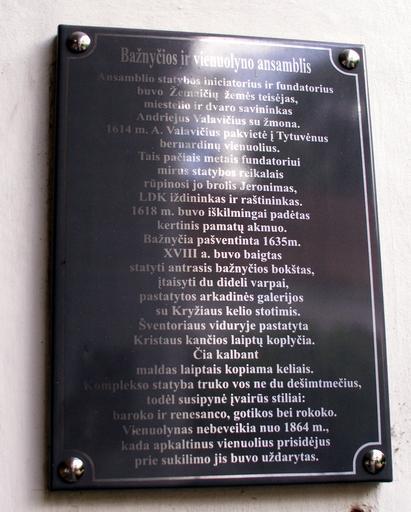 Bažnyčios ir vienuolyno ansamblis
Ansamblio statybos iniciatorius ir fundatorius
buvo Žemaičių žemės teisėjas,
miestelio ir dvaro savininkas
Andriejus Valavičius su žmona.
1614 m. A. Valavičius pakvietė į Tytuvėnus
bernardinų vienuolius.
Tais pačiais metais fundatoriui
mirus statybos reikalais
rūpinosi jo brolis Jeronimas,
LDK iždininkas ir raštininkas.
1618 m. buvo iškilmingai padėtas
kertinis pamatų akmuo.
Bažnyčia pašventinta 1635m.
XVIII a. buvo baigtas
statyti antrasis bažnyčios bokštas,
įtaisyti du dideli varpai,
pastatytos arkadinės galerijos
su Kryžiaus kelio stotimis.
Šventoriaus viduryje pastatyta
Kristaus kančios laiptų koplyčia.
Čia kalbant
maldas laiptais kopiama keliais.
Komplekso statyba truko vos ne du dešimtmečius,
todėl susipynė įvairūs stiliai:
baroko ir renesanco, gotikos bei rokoko.
Vienuolynas nebeveikia nuo 1864 m.,
kada apkaltinus vienuolius prisidėjus
prie sukilimo jis buvo uždarytas.